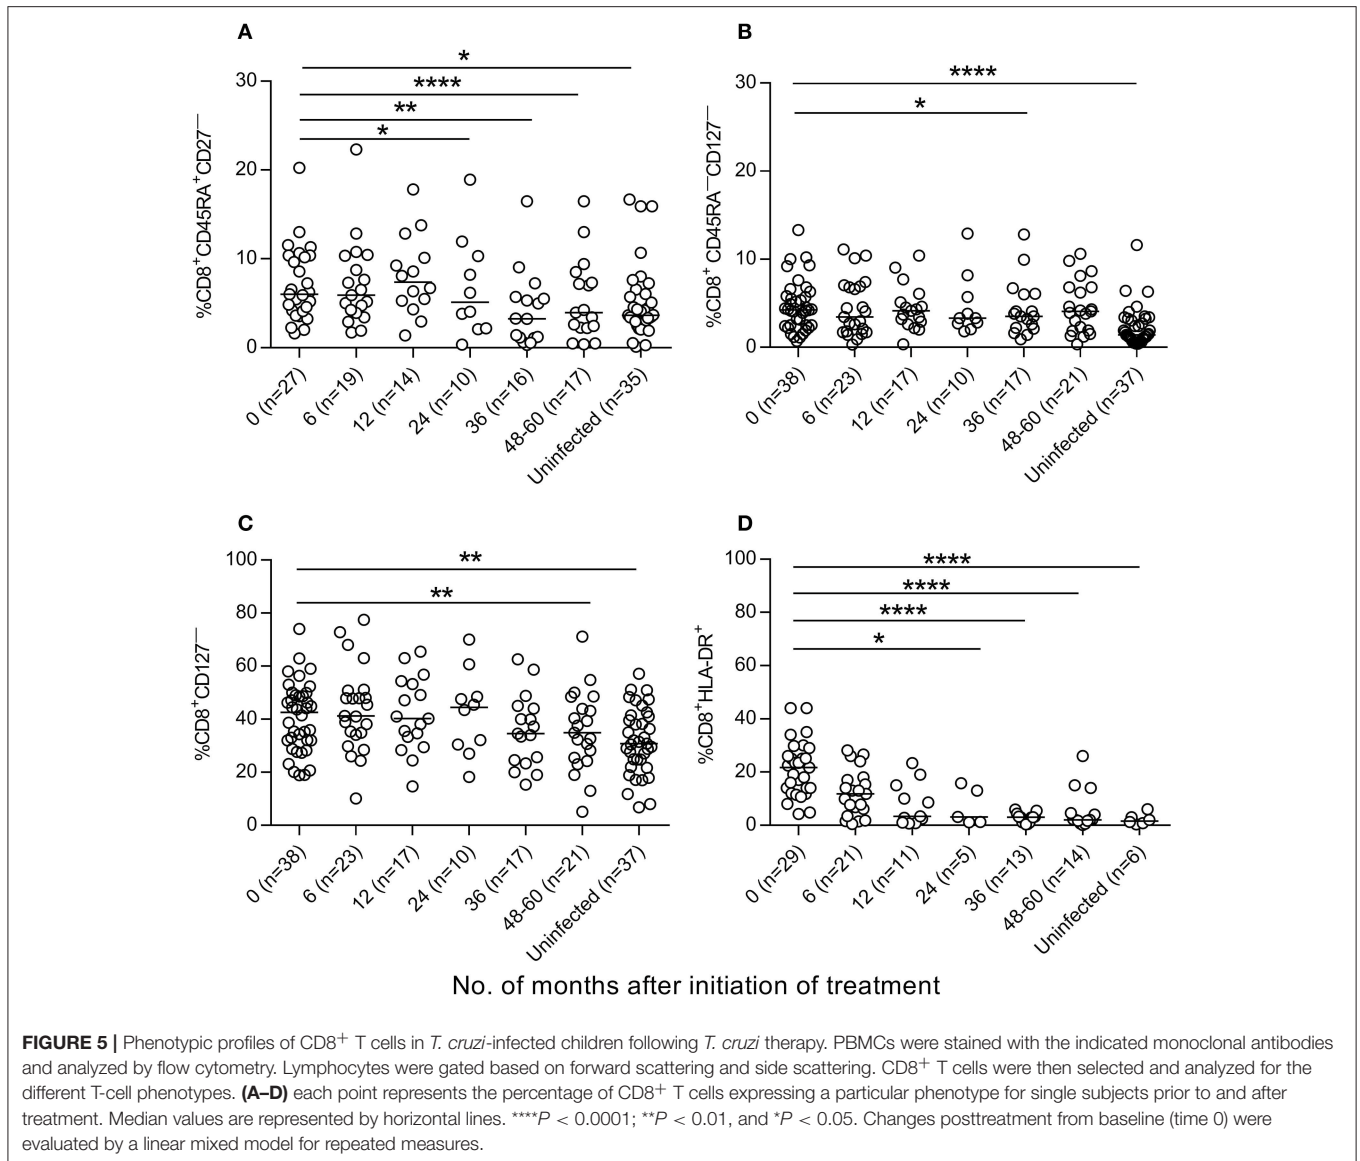 A
*
****
**
*
30
20
10
0
%CD8+CD45RA+CD27—
0 (n=27)
6 (n=19)
12 (n=14)
24 (n=10)
36 (n=16)
48-60 (n=17)
Uninfected (n=35)
B
****
*
30
20
10
0
%CD8+ CD45RA—CD127—
0 (n=38)
6 (n=23)
12 (n=17)
24 (n=10)
36 (n=17)
48-60 (n=21)
Uninfected (n=37)
C
**
**
100
80
60
40
20
0
%CD8+CD127—
0 (n=38)
6 (n=23)
12 (n=17)
24 (n=10)
36 (n=17)
48-60 (n=21)
Uninfected (n=37)
D
****
****
****
*
100
80
60
40
20
0
%CD8+HLA-DR+
0 (n=29)
6 (n=21)
12 (n=11)
24 (n=5)
36 (n=13)
48-60 (n=14)
Uninfected (n=6)
No. of months after initiation of treatment
FIGURE 5 | Phenotypic profiles of CD8+ T cells in T. cruzi-infected children following T. cruzi therapy. PBMCs were stained with the indicated monoclonal antibodies
and analyzed by flow cytometry. Lymphocytes were gated based on forward scattering and side scattering. CD8+ T cells were then selected and analyzed for the
different T-cell phenotypes. (A–D) each point represents the percentage of CD8+ T cells expressing a particular phenotype for single subjects prior to and after
treatment. Median values are represented by horizontal lines. ****P < 0.0001; **P < 0.01, and *P < 0.05. Changes posttreatment from baseline (time 0) were
evaluated by a linear mixed model for repeated measures.